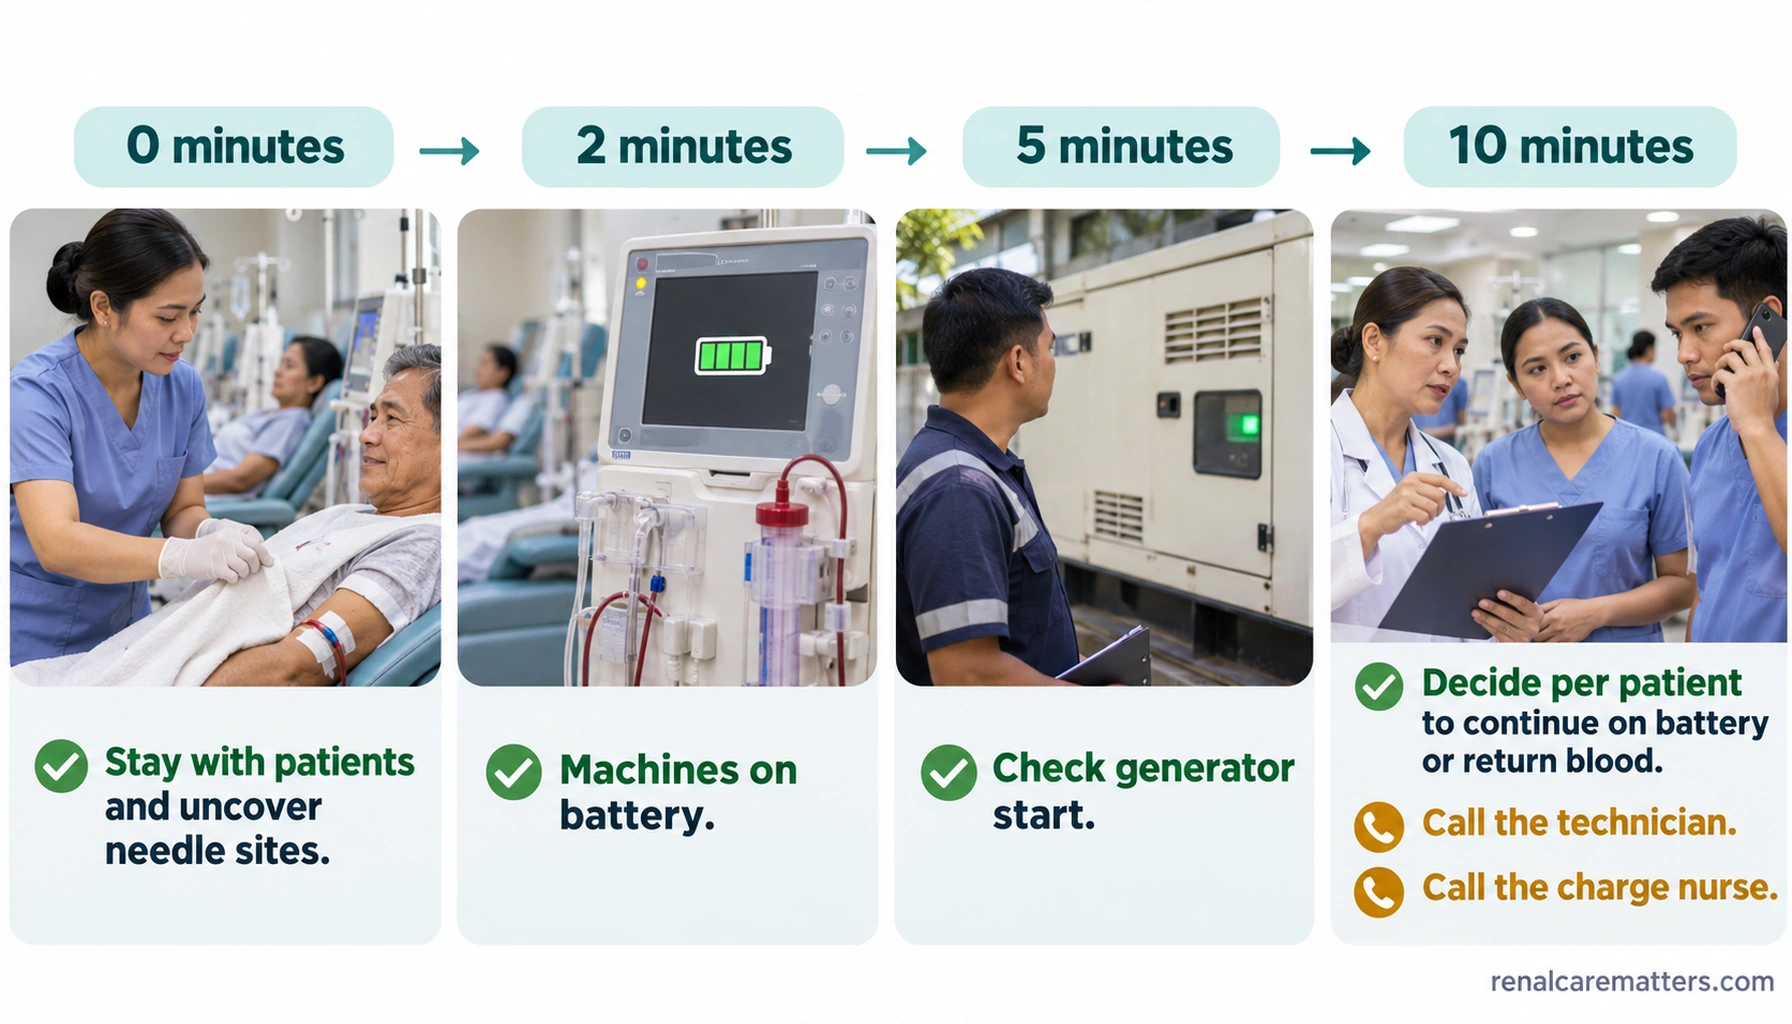 0 minutes
2 minutes
5 minutes
10 minutes
Stay with patients
and uncover
needle sites.
Machines on
battery.
Check generator
start.
Decide per patient
to continue on battery
or return blood.
Call the technician.
Call the charge nurse.
renalcarematters.com